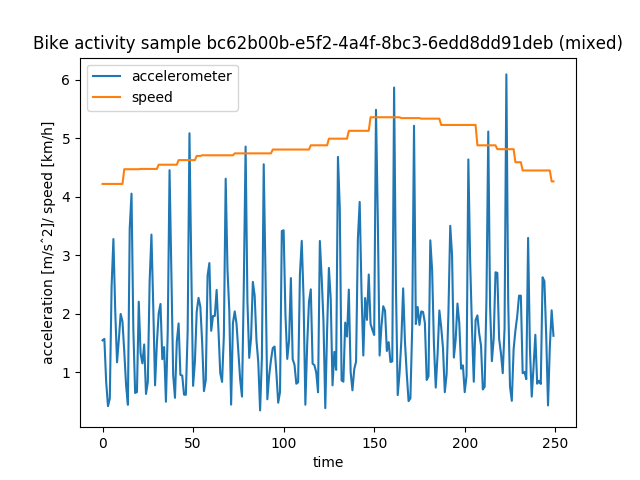 Bike activity sample bc62b00b-e5f2-4a4f-8bc3-6edd8dd91deb (mixed)
accelerometer
speed
acceleration [m/s^2]/ speed [km/h]
6
5
4
3
2
1
0
50
100
150
200
250
time